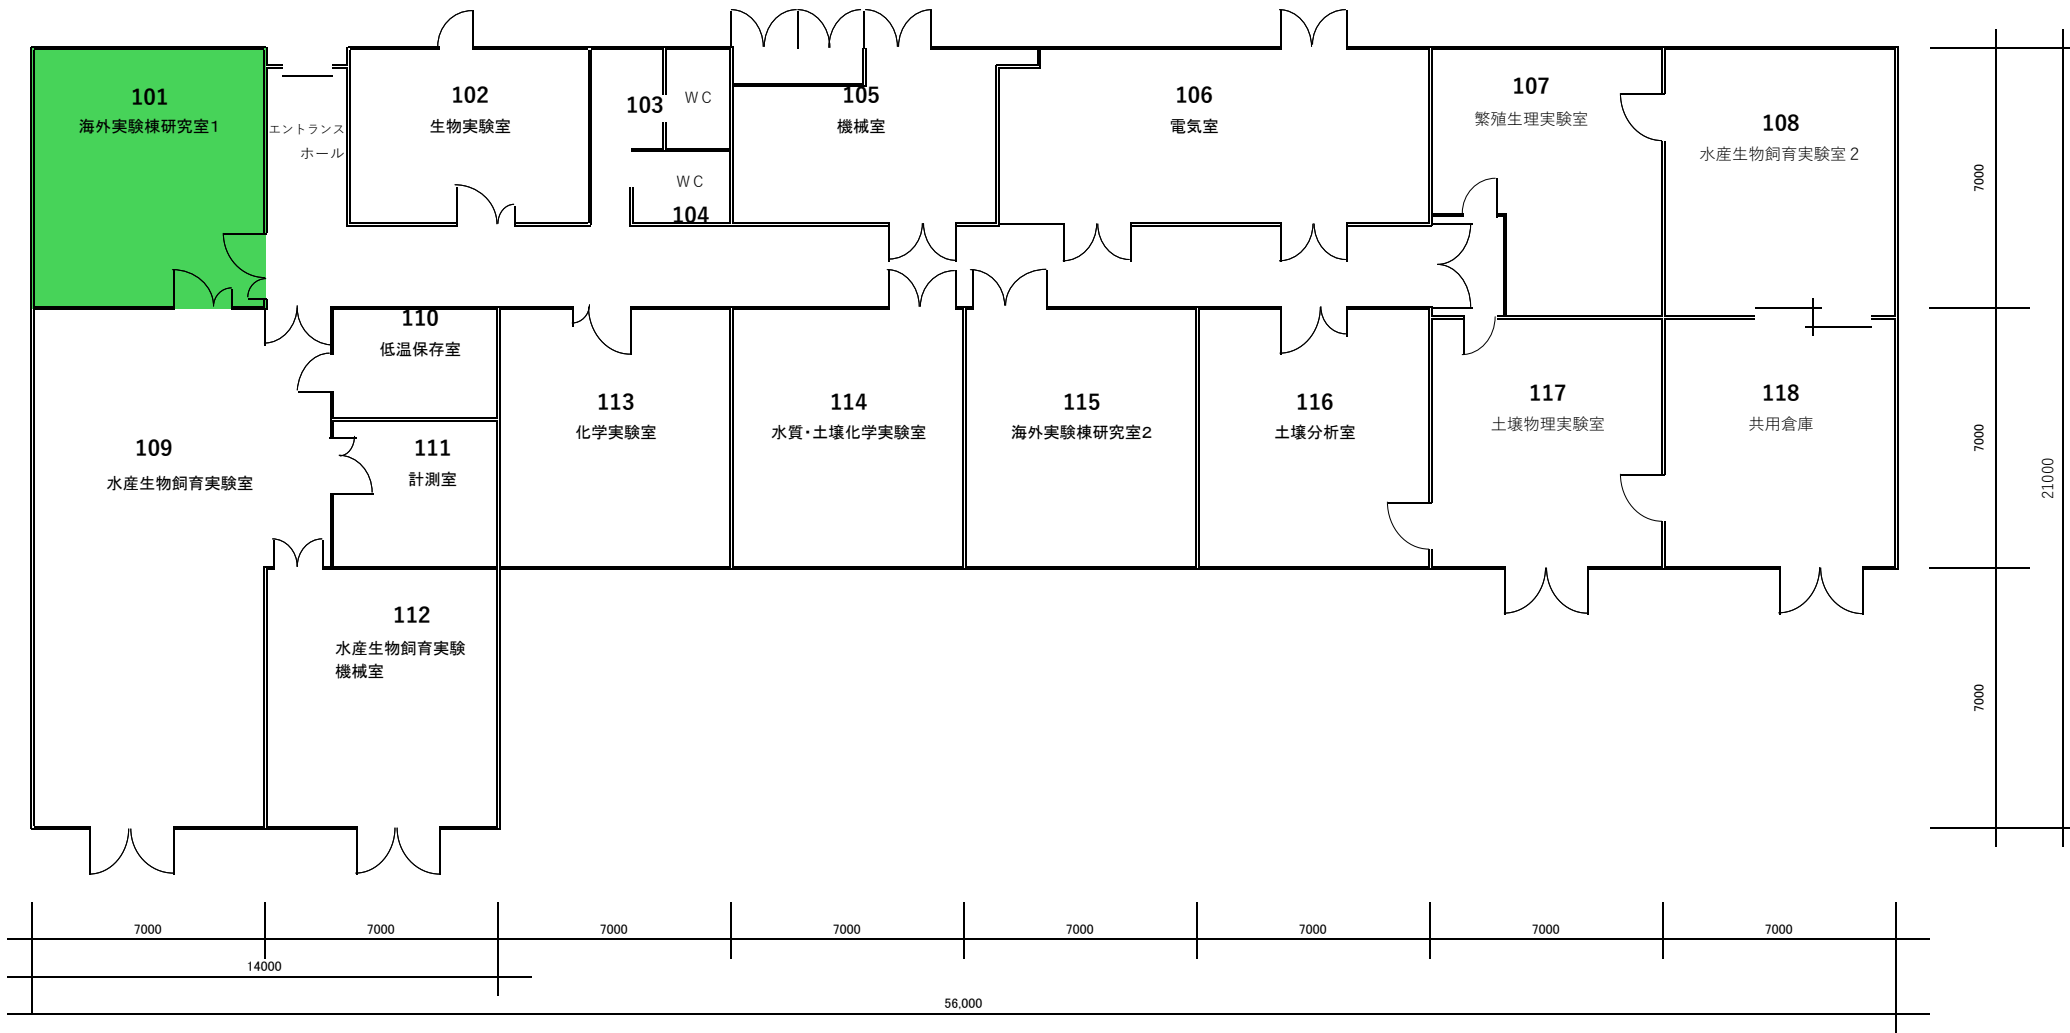 101
海外実験棟研究室1
エントランス
ホール
102
生物実験室
103
WC
WC
104
105
機械室
106
電気室
107
繁殖生理実験室
108
水産生物飼育実験室2
7000
109
水産生物飼育実験室
110
低温保存室
111
計測室
112
水産生物飼育実験
機械室
113
化学実験室
114
水質・土壌化学実験室
115
海外実験棟研究室2
116
土壌分析室
117
土壌物理実験室
118
共用倉庫
7000
21000
7000
7000
7000
7000
7000
7000
7000
7000
7000
14000
56,000